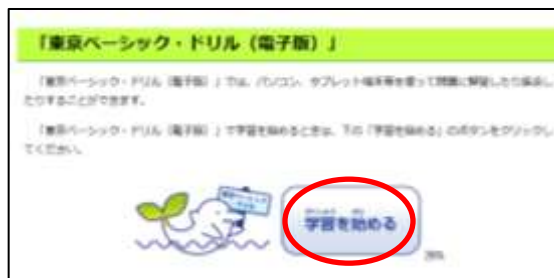 「東京ベーシック・ドリル（電子版）」
「東京ベーシック・ドリル（電子版）」では、パソコン、タブレット端末等を使って問題に解答したり採点し
たりすることができます。
「東京ベーシック・ドリル（電子版）」で学習を始めるときは、下の「学習を始める」のボタンをクリックし
てください。
学習を始める